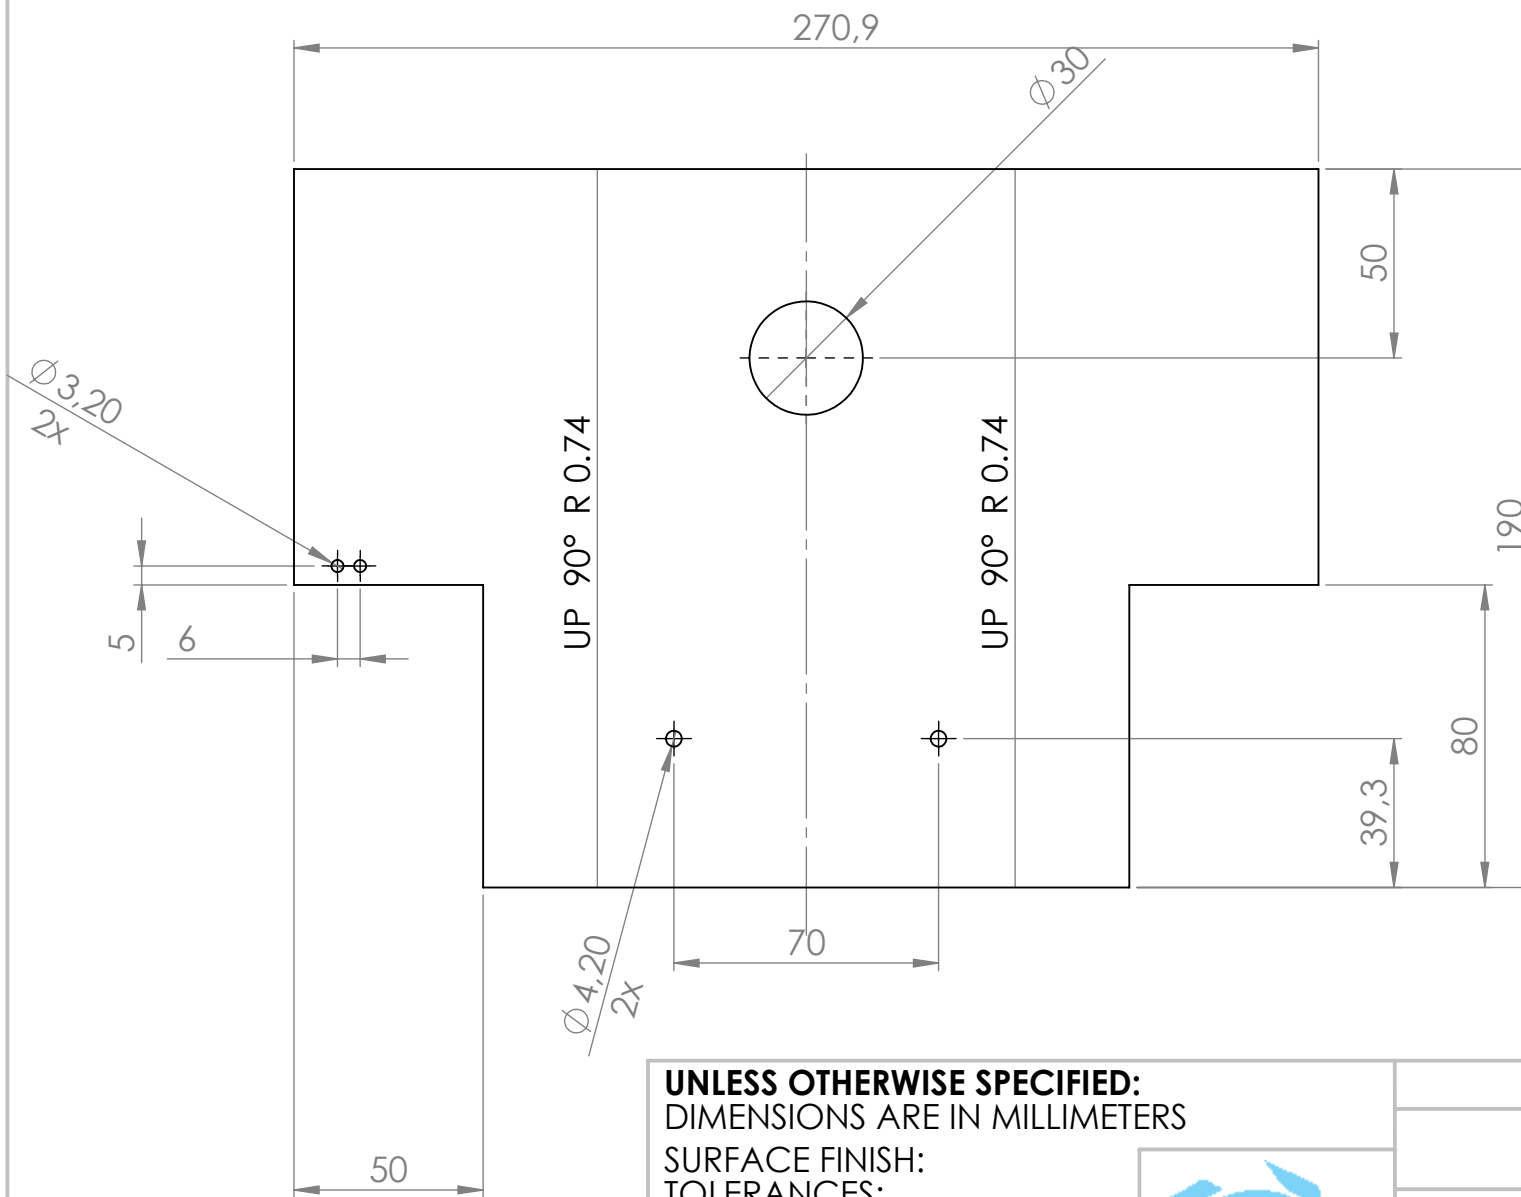 270,9
⌀30
50
⌀3,20
2x
UP 90° R 0.74
UP 90° R 0.74
190
5
6
80
39,3
70
⌀4,20
2x
50
UNLESS OTHERWISE SPECIFIED:
DIMENSIONS ARE IN MILLIMETERS
SURFACE FINISH:
TOLERANCES: